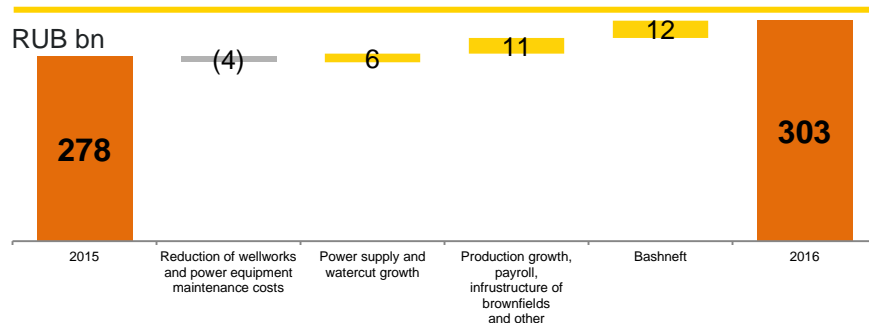 RUB bn
278
(4)
6
11
12
303
2015
Reduction of wellworks
and power equipment
maintenance costs
Power supply and
watercut growth
Production growth,
payroll,
infrustructure of
brownfields
and other
Bashneft
2016